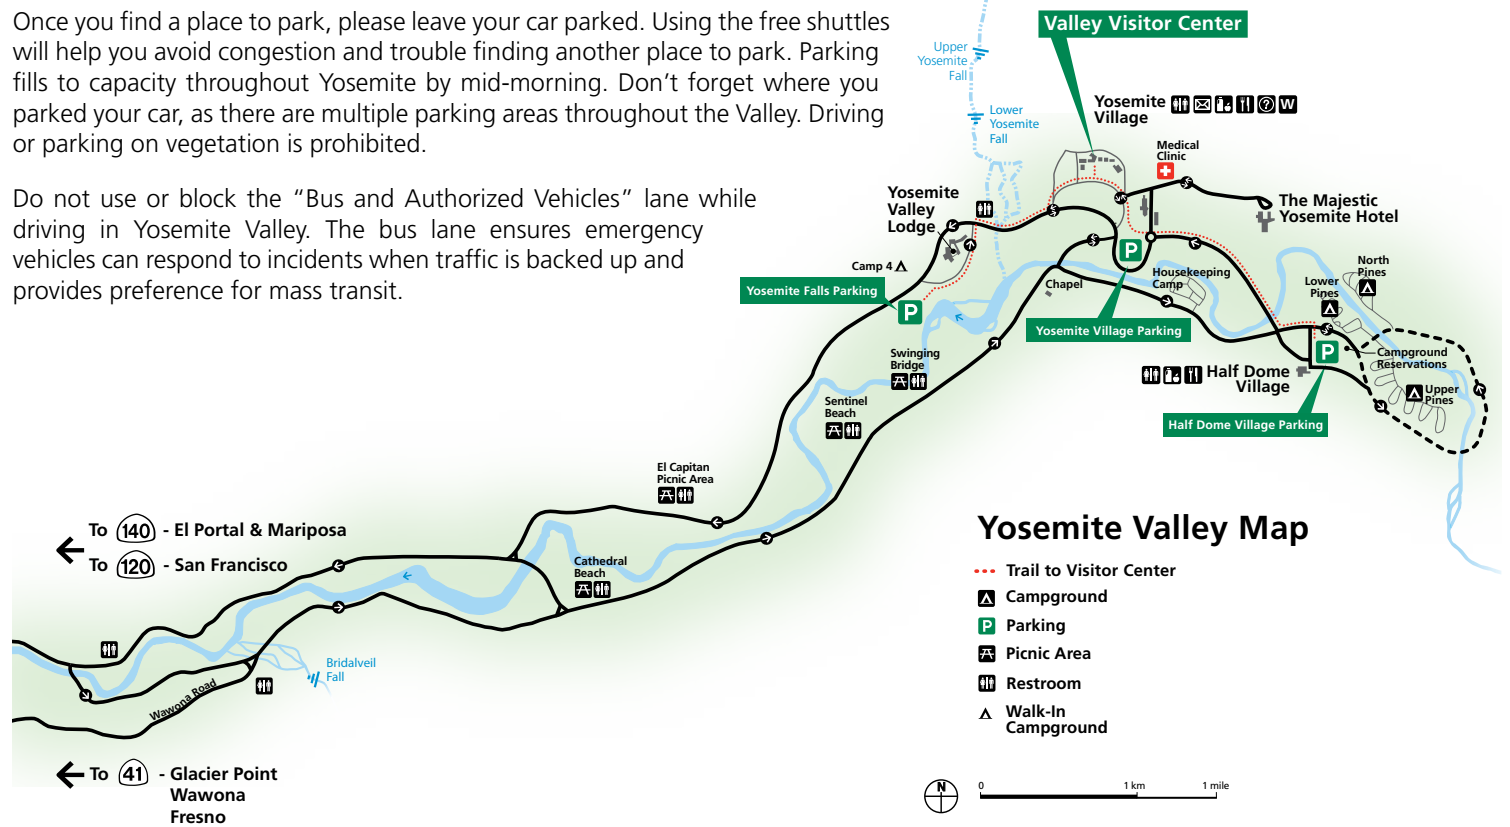 Once you find a place to park, please leave your car parked. Using the free shuttles
will help you avoid congestion and trouble finding another place to park. Parking
fills to capacity throughout Yosemite by mid-morning. Don’t forget where you
parked your car, as there are multiple parking areas throughout the Valley. Driving
or parking on vegetation is prohibited.
Do not use or block the “Bus and Authorized Vehicles” lane while
driving in Yosemite Valley. The bus lane ensures emergency
vehicles can respond to incidents when traffic is backed up and
provides preference for mass transit.
Valley Visitor Center
Upper
Yosemite
Fall
Lower
Yosemite
Fall
Yosemite
Village
W
Medical
Clinic
The Majestic
Yosemite Hotel
Yosemite
Valley
Lodge
Camp 4
Yosemite Falls Parking
P
P
Chapel
Housekeeping
Camp
North
Pines
Lower
Pines
Yosemite Village Parking
P
Campground
Reservations
Swinging
Bridge
Half Dome
Village
Upper
Pines
Sentinel
Beach
Half Dome Village Parking
El Capitan
Picnic Area
To 140 - El Portal & Mariposa
To 120 - San Francisco
Cathedral
Beach
Bridalveil
Fall
Wawona Road
To 41 - Glacier Point
Wawona
Fresno
Yosemite Valley Map
Trail to Visitor Center
Campground
P Parking
Picnic Area
Restroom
Walk-In
Campground
N
0 1 km 1 mile